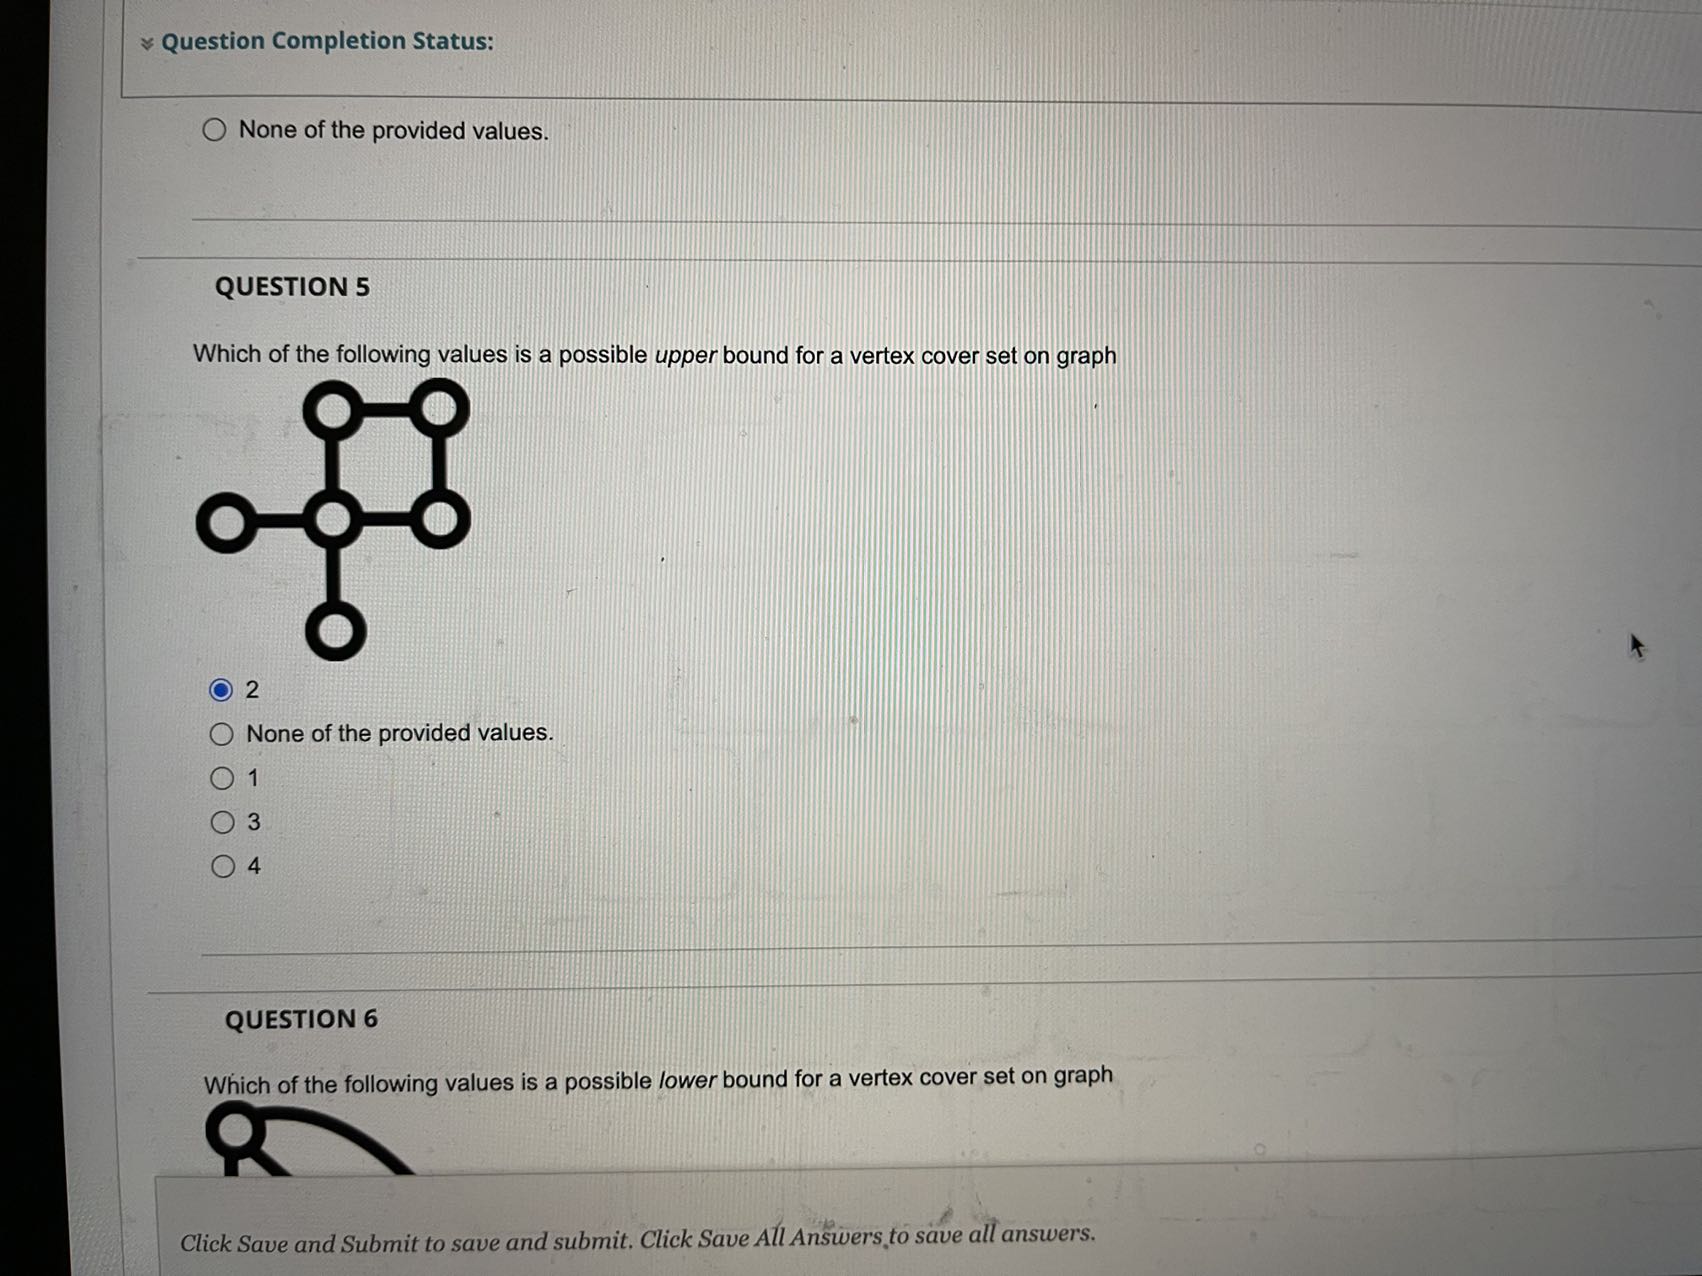 Question Completion Status:
None of the provided values.
QUESTION 5
Which of the following values is a possible upper bound for a vertex cover set on graph
2
None of the provided values.
1
3
4
QUESTION 6
Which of the following values is a possible lower bound for a vertex cover set on graph
Click Save and Submit to save and submit. Click Save All Answers to save all answers.